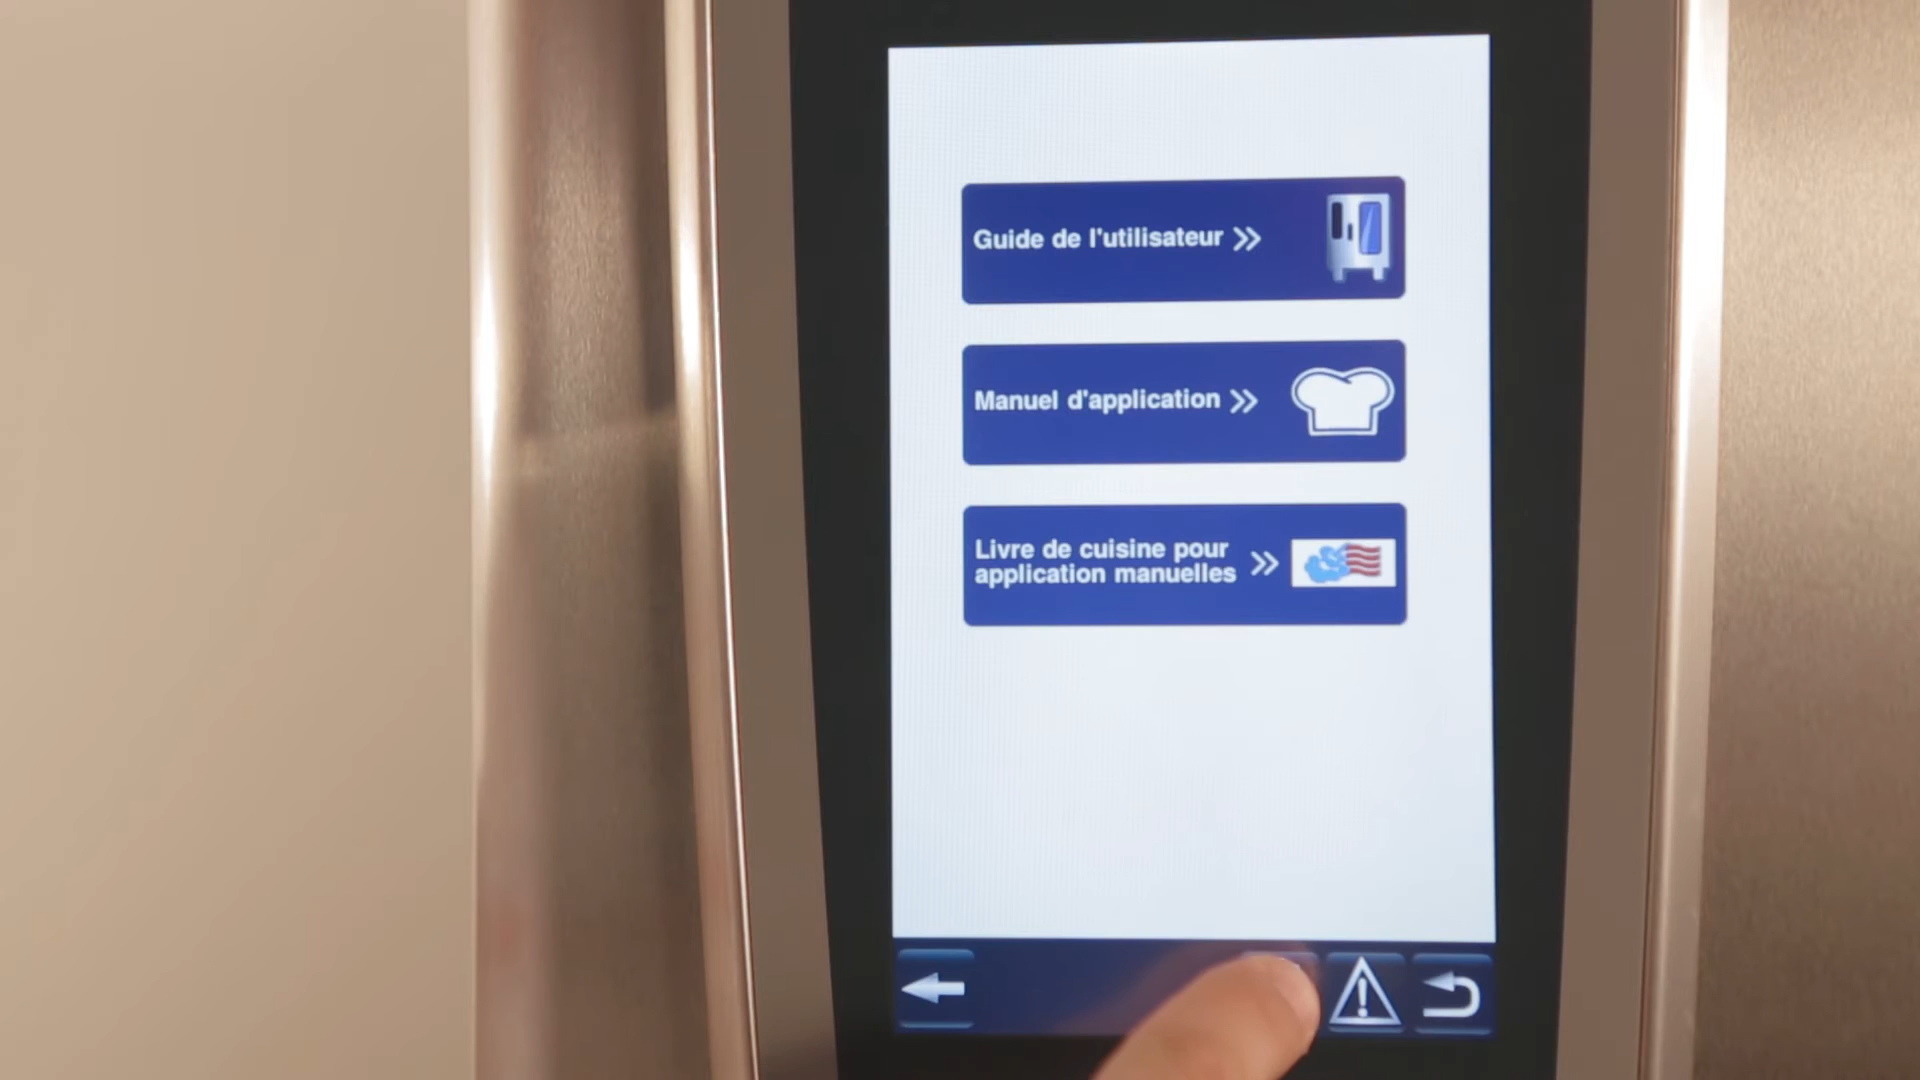 Guide de l'utilisateur »
Manuel d'application »
Livre de cuisine pour
application manuelles »